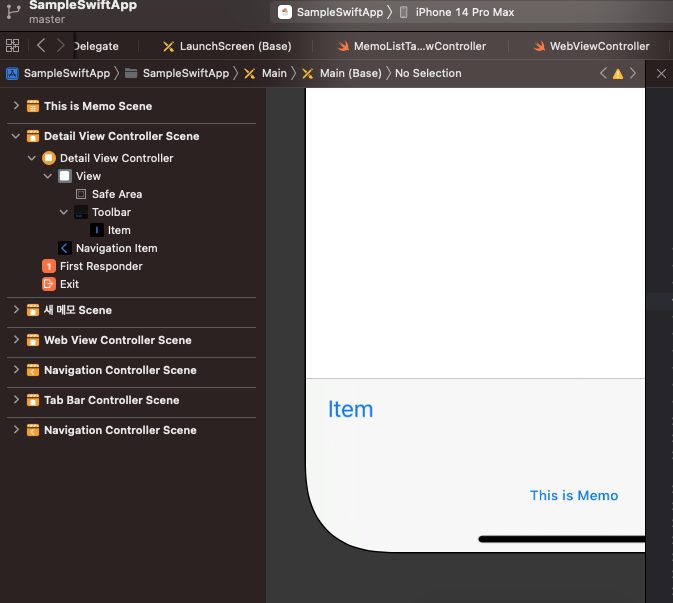 SampleSwiftApp
master
SampleSwiftApp
iPhone 14 Pro Max
Delegate
LaunchScreen (Base)
MemoListTa...wController
WebViewController
SampleSwiftApp
SampleSwiftApp
Main
Main (Base)
No Selection
This is Memo Scene
Detail View Controller Scene
Detail View Controller
View
Safe Area
Toolbar
Item
Navigation Item
First Responder
Exit
새 메모 Scene
Web View Controller Scene
Navigation Controller Scene
Tab Bar Controller Scene
Navigation Controller Scene
Item
This is Memo